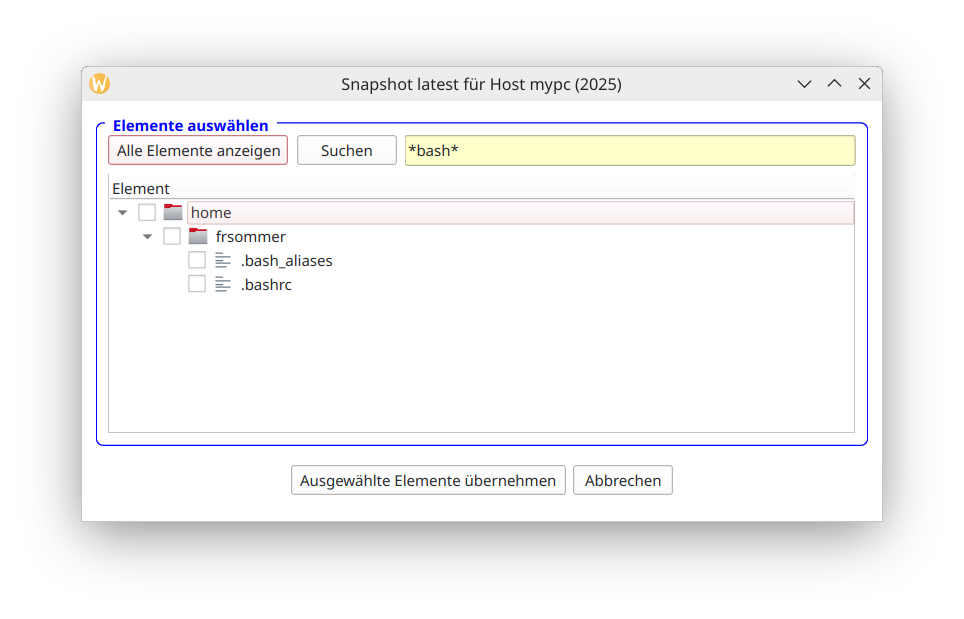 Snapshot latest für Host mypc (2025)
Elemente auswählen
Alle Elemente anzeigen Suchen *bash*
Element
home
frsommer
.bash_aliases
.bashrc
Ausgewählte Elemente übernehmen Abbrechen